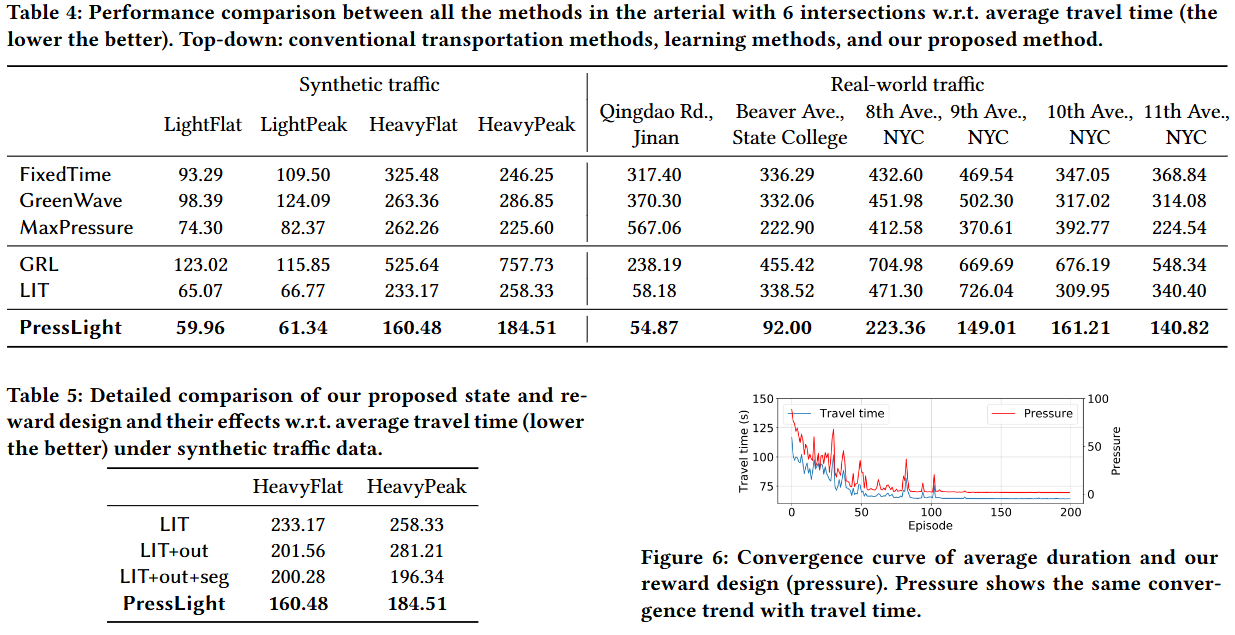 Table 4: Performance comparison between all the methods in the arterial with 6 intersections w.r.t. average travel time (the
lower the better). Top-down: conventional transportation methods, learning methods, and our proposed method.
Synthetic traffic Real-world traffic
LightFlat LightPeak HeavyFlat HeavyPeak Qingdao Rd., Beaver Ave., 8th Ave., 9th Ave., 10th Ave., 11th Ave.,
Jinan State College NYC NYC NYC NYC
FixedTime 93.29 109.50 325.48 246.25 317.40 336.29 432.60 469.54 347.05 368.84
GreenWave 98.39 124.09 263.36 286.85 370.30 332.06 451.98 502.30 317.02 314.08
MaxPressure 74.30 82.37 262.26 225.60 567.06 222.90 412.58 370.61 392.77 224.54
GRL 123.02 115.85 525.64 757.73 238.19 455.42 704.98 669.69 676.19 548.34
LIT 65.07 66.77 233.17 258.33 58.18 338.52 471.30 726.04 309.95 340.40
PressLight 59.96 61.34 160.48 184.51 54.87 92.00 223.36 149.01 161.21 140.82
Table 5: Detailed comparison of our proposed state and re-
ward design and their effects w.r.t. average travel time (lower
the better) under synthetic traffic data.
HeavyFlat HeavyPeak
LIT 233.17 258.33
LIT+out 201.56 281.21
LIT+out+seg 200.28 196.34
PressLight 160.48 184.51
150
125
100
75
Travel time (s)
Travel time
Pressure
100
50
0
Pressure
0 50 100 150 200
Episode
Figure 6: Convergence curve of average duration and our
reward design (pressure). Pressure shows the same conver-
gence trend with travel time.